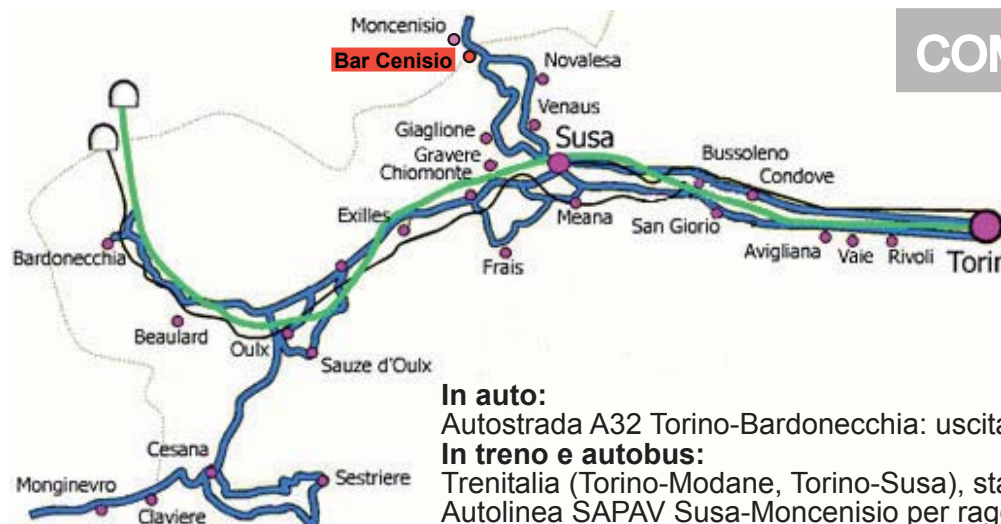 Moncenisio
CON
Bar Cenisio
Novalesa
Venaus
Giaglione
Susa
Gravere
Bussoleno
Chiomonte
Condove
Exilles
Meana
San Giorio
Bardonecchia
Frais
Avigliana
Vaie
Rivoli
Torin
Beaulard
Oulx
Sauze d'Oulx
In auto:
Autostrada A32 Torino-Bardonecchia: uscita
In treno e autobus:
Cesana
Sestriere
Trenitalia (Torino-Modane, Torino-Susa), sta
Monginevro
Autolinea SAPAV Susa-Moncenisio per ragg
Claviere